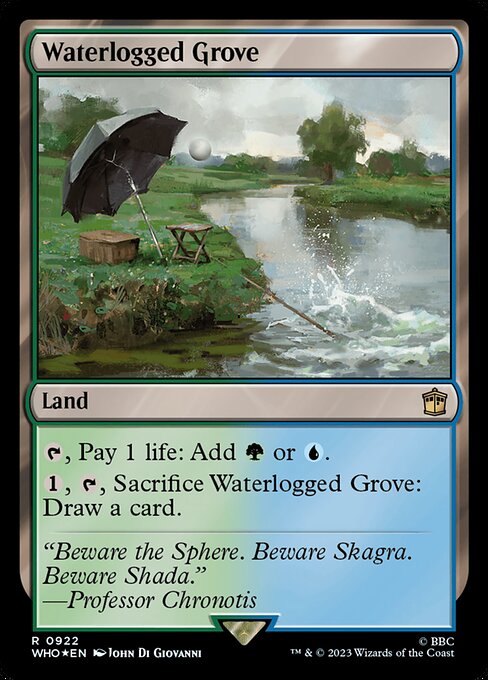 Waterlogged Grove
Land
, Pay 1 life: Add or .
1, , Sacrifice Waterlogged Grove:
Draw a card.
“Beware the Sphere. Beware Skagra.
Beware Shada.”
—Professor Chronotis
R 0922
WHO★EN John Di Giovanni
© BBC
™ & © 2023 Wizards of the Coast